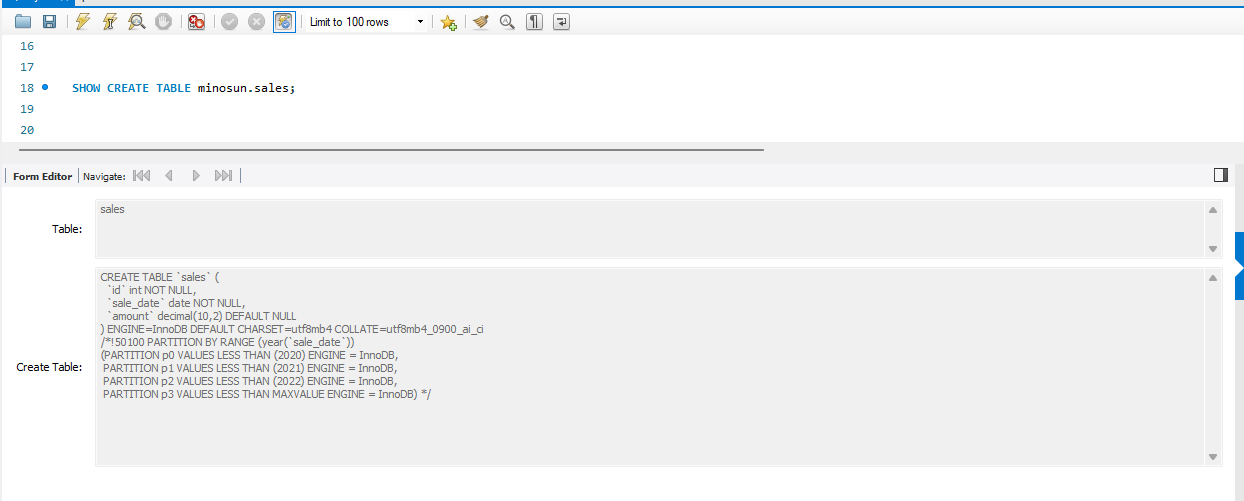 Limit to 100 rows
16
17
18 SHOW CREATE TABLE minosun.sales;
19
20
Form Editor Navigate:
Table:
sales
Create Table:
CREATE TABLE `sales` (
`id` int NOT NULL,
`sale_date` date NOT NULL,
`amount` decimal(10,2) DEFAULT NULL
) ENGINE=InnoDB DEFAULT CHARSET=utf8mb4 COLLATE=utf8mb4_0900_ai_ci
/*!50100 PARTITION BY RANGE (year(`sale_date`))
(PARTITION p0 VALUES LESS THAN (2020) ENGINE = InnoDB,
PARTITION p1 VALUES LESS THAN (2021) ENGINE = InnoDB,
PARTITION p2 VALUES LESS THAN (2022) ENGINE = InnoDB,
PARTITION p3 VALUES LESS THAN MAXVALUE ENGINE = InnoDB) */